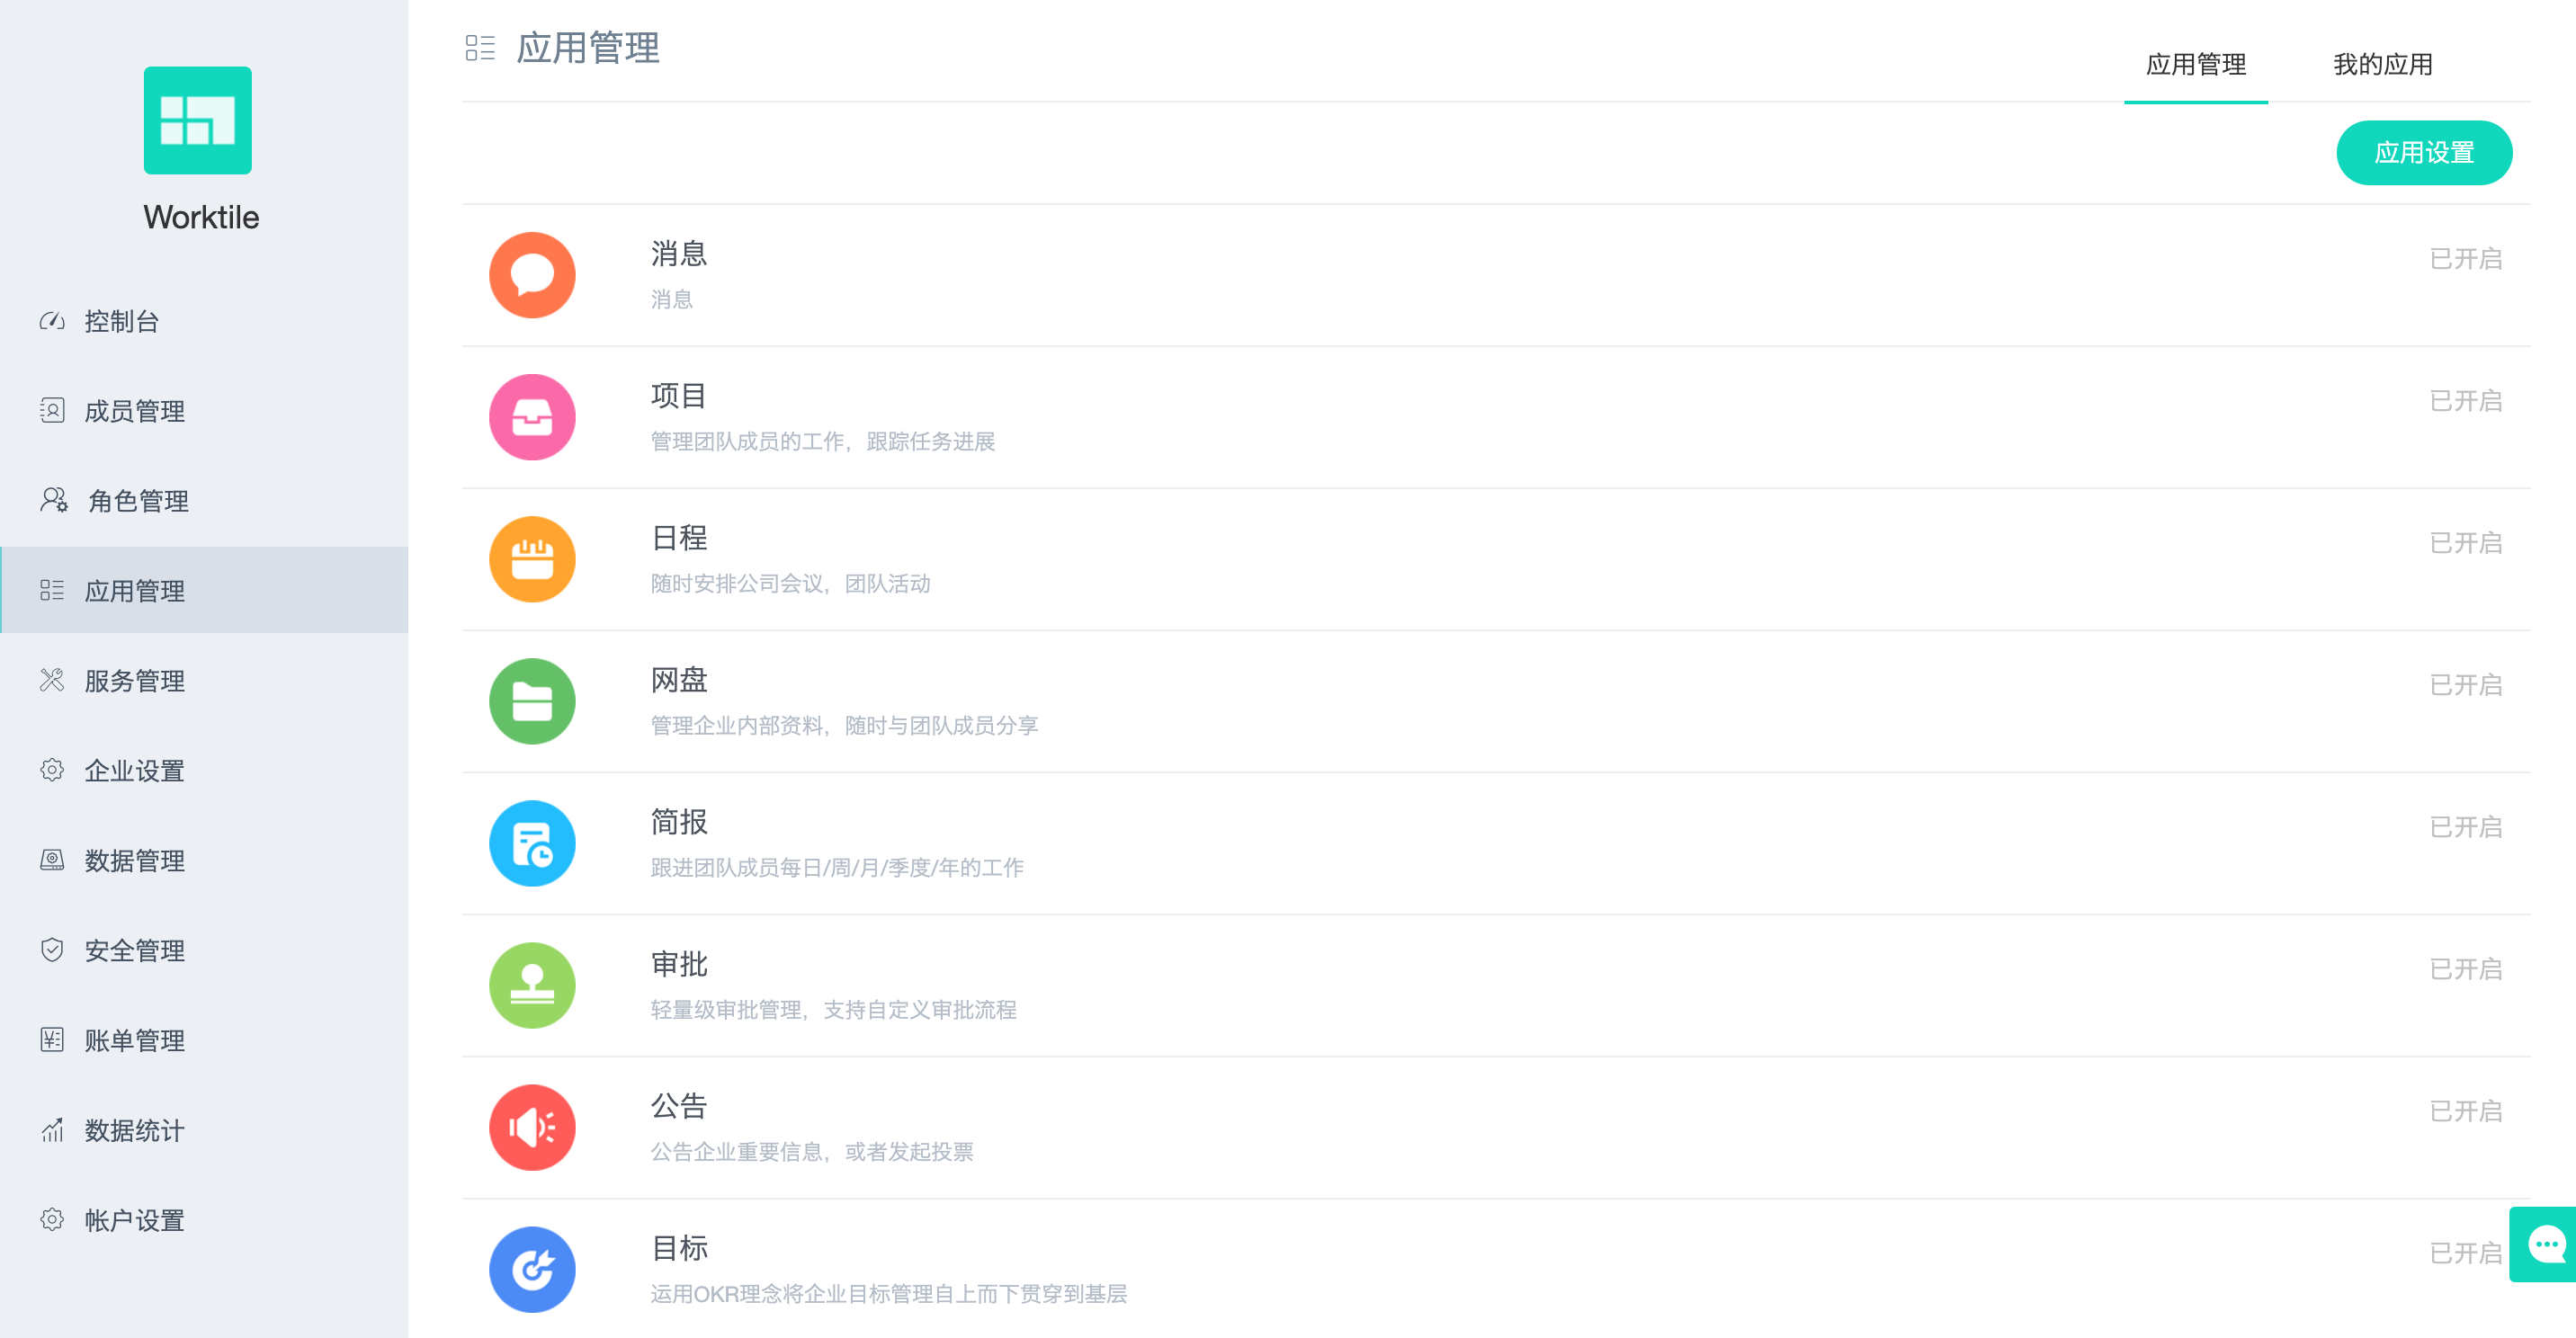 Worktile
控制台
成员管理
角色管理
应用管理
服务管理
企业设置
数据管理
安全管理
账单管理
数据统计
帐户设置
应用管理
应用管理
我的应用
应用设置
消息
消息
已开启
项目
管理团队成员的工作，跟踪任务进展
已开启
日程
随时安排公司会议，团队活动
已开启
网盘
管理企业内部资料，随时与团队成员分享
已开启
简报
跟进团队成员每日/周/月/季度/年的工作
已开启
审批
轻量级审批管理，支持自定义审批流程
已开启
公告
公告企业重要信息，或者发起投票
已开启
目标
运用OKR理念将企业目标管理自上而下贯穿到基层
已开启